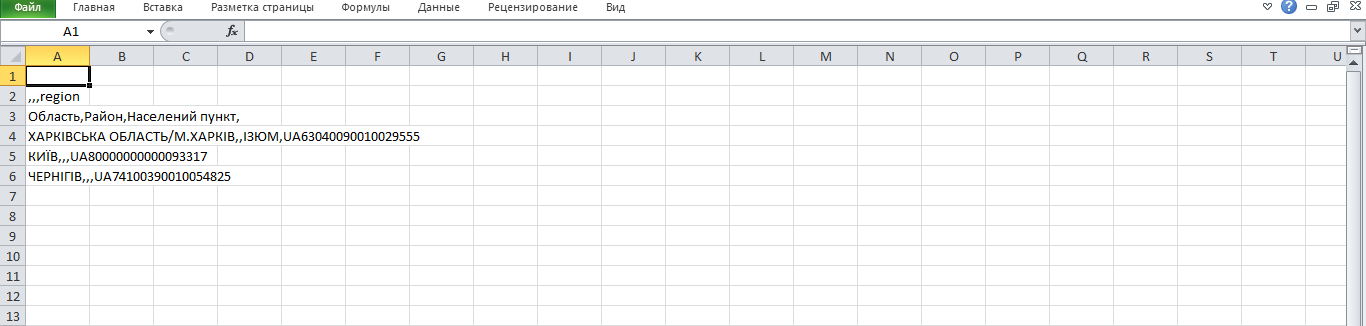 Файл Главная Вставка Разметка страницы Формулы Данные Рецензирование Вид
A1 fx
A B C D E F G H I J K L M N O P Q R S T U
1
2 ,,,region
3 Область,Район,Населений пункт,
4 ХАРКІВСЬКА ОБЛАСТЬ/М.ХАРКІВ,,ІЗЮМ,UA63040090010029555
5 КИЇВ,,,UA80000000000093317
6 ЧЕРНІГІВ,,,UA74100390010054825
7
8
9
10
11
12
13